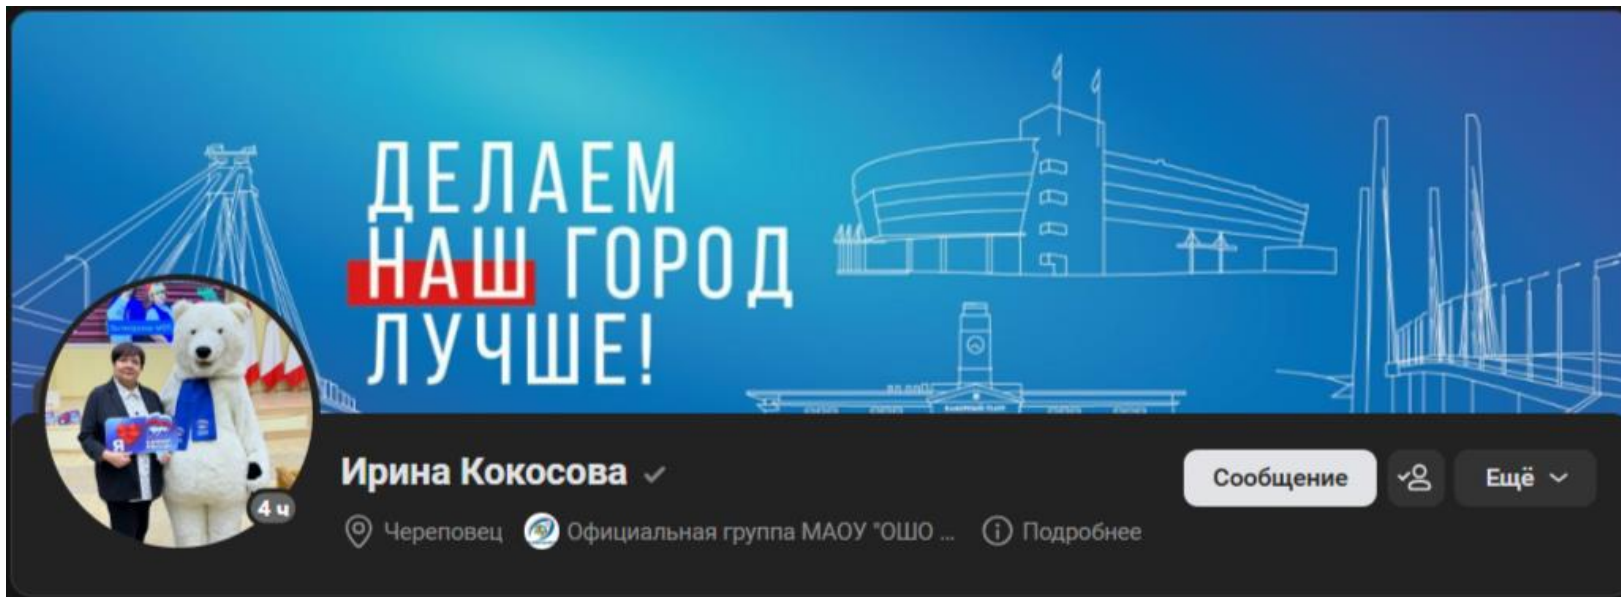 ДЕЛАЕМ
НАШ ГОРОД
ЛУЧШЕ!
Я
4 ч
Ирина Кокосова
Сообщение
Ещё
Череповец
Официальная группа МАОУ "ОШО ...
Подробнее